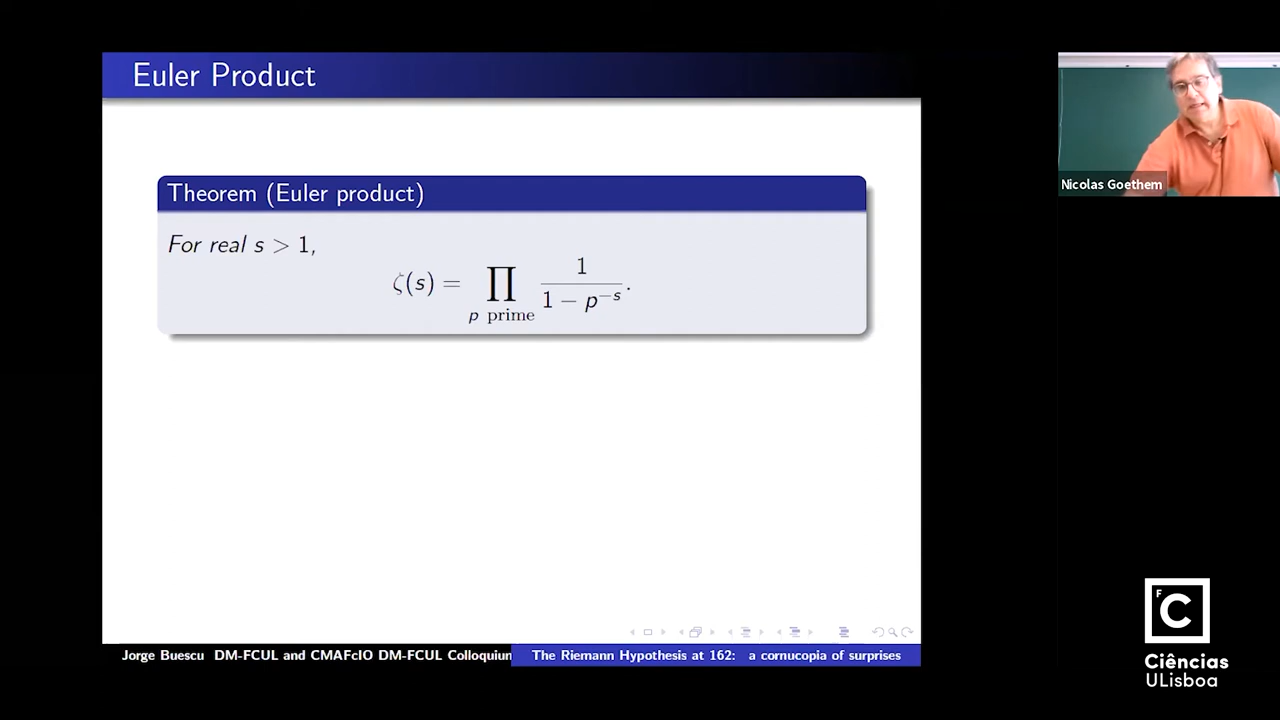 Euler Product
Theorem (Euler product)
For real s > 1,
ζ(s) = ∏ 1 / (1 − p⁻ˢ) .
p prime
Nicolas Goethem
Jorge Buescu DM-FCUL and CMAFcIO DM-FCUL Colloquium
The Riemann Hypothesis at 162: a cornucopia of surprises
F
C
Ciências
ULisboa